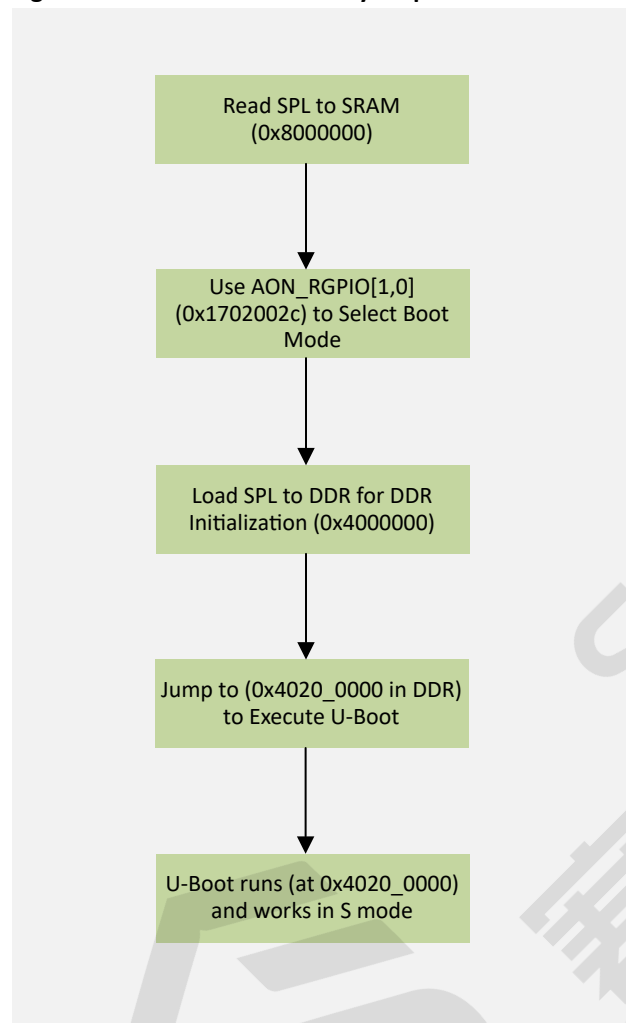 Read SPL to SRAM
(0x8000000)
Use AON_RGPIO[1,0]
(0x1702002c) to Select Boot
Mode
Load SPL to DDR for DDR
Initialization (0x4000000)
Jump to (0x4020_0000 in DDR)
to Execute U-Boot
U-Boot runs (at 0x4020_0000)
and works in S mode